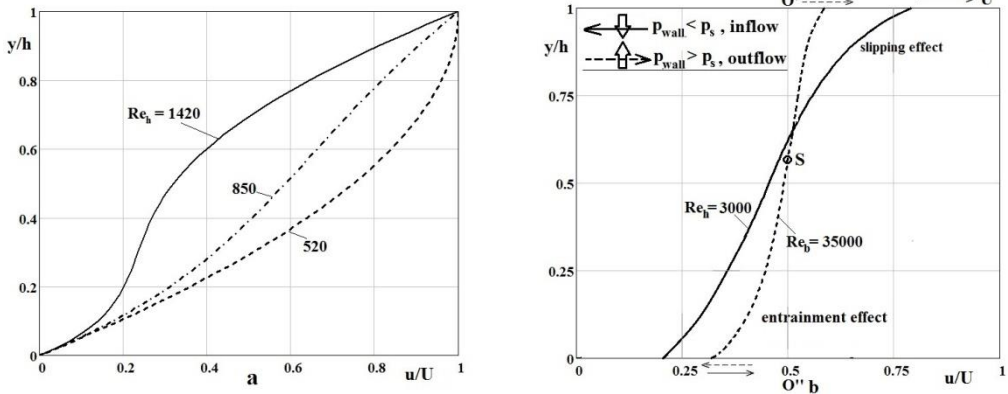 y/h
1
0.8
0.6
0.4
0.2
0
Re_h = 1420
850
520
0
0.2
0.4
0.6
0.8
1
a
u/U
1
y/h
0.75
0.5
0.25
0
p_wall < p_s , inflow
p_wall > p_s , outflow
slipping effect
S
Re_h = 3000
Re_b = 35000
entrainment effect
0
0.25
0.5
0.75
1
O'' b
u/U